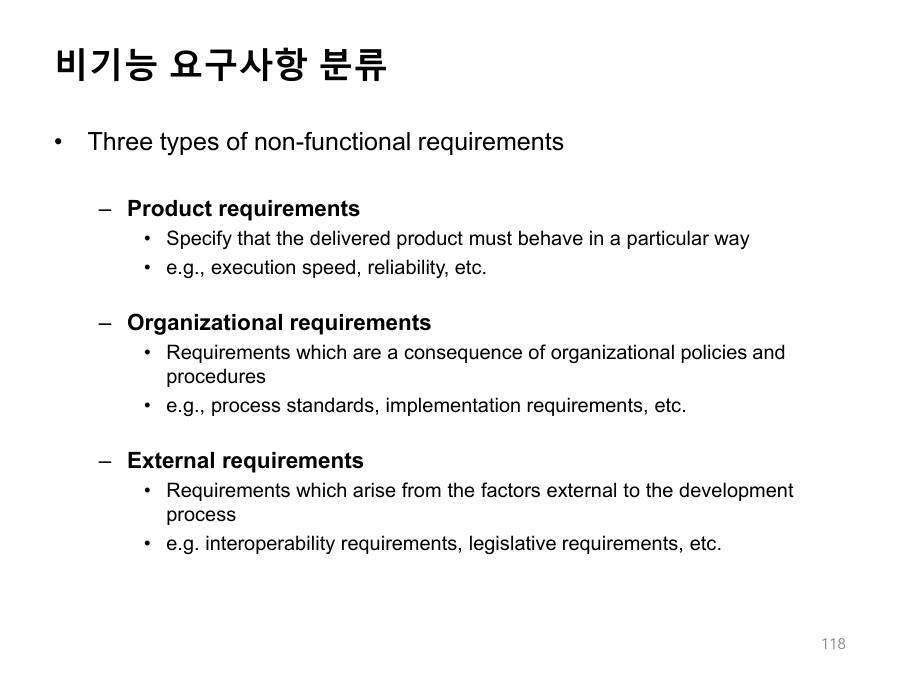 비기능 요구사항 분류
• Three types of non-functional requirements
– Product requirements
• Specify that the delivered product must behave in a particular way
• e.g., execution speed, reliability, etc.
– Organizational requirements
• Requirements which are a consequence of organizational policies and
procedures
• e.g., process standards, implementation requirements, etc.
– External requirements
• Requirements which arise from the factors external to the development
process
• e.g. interoperability requirements, legislative requirements, etc.
118